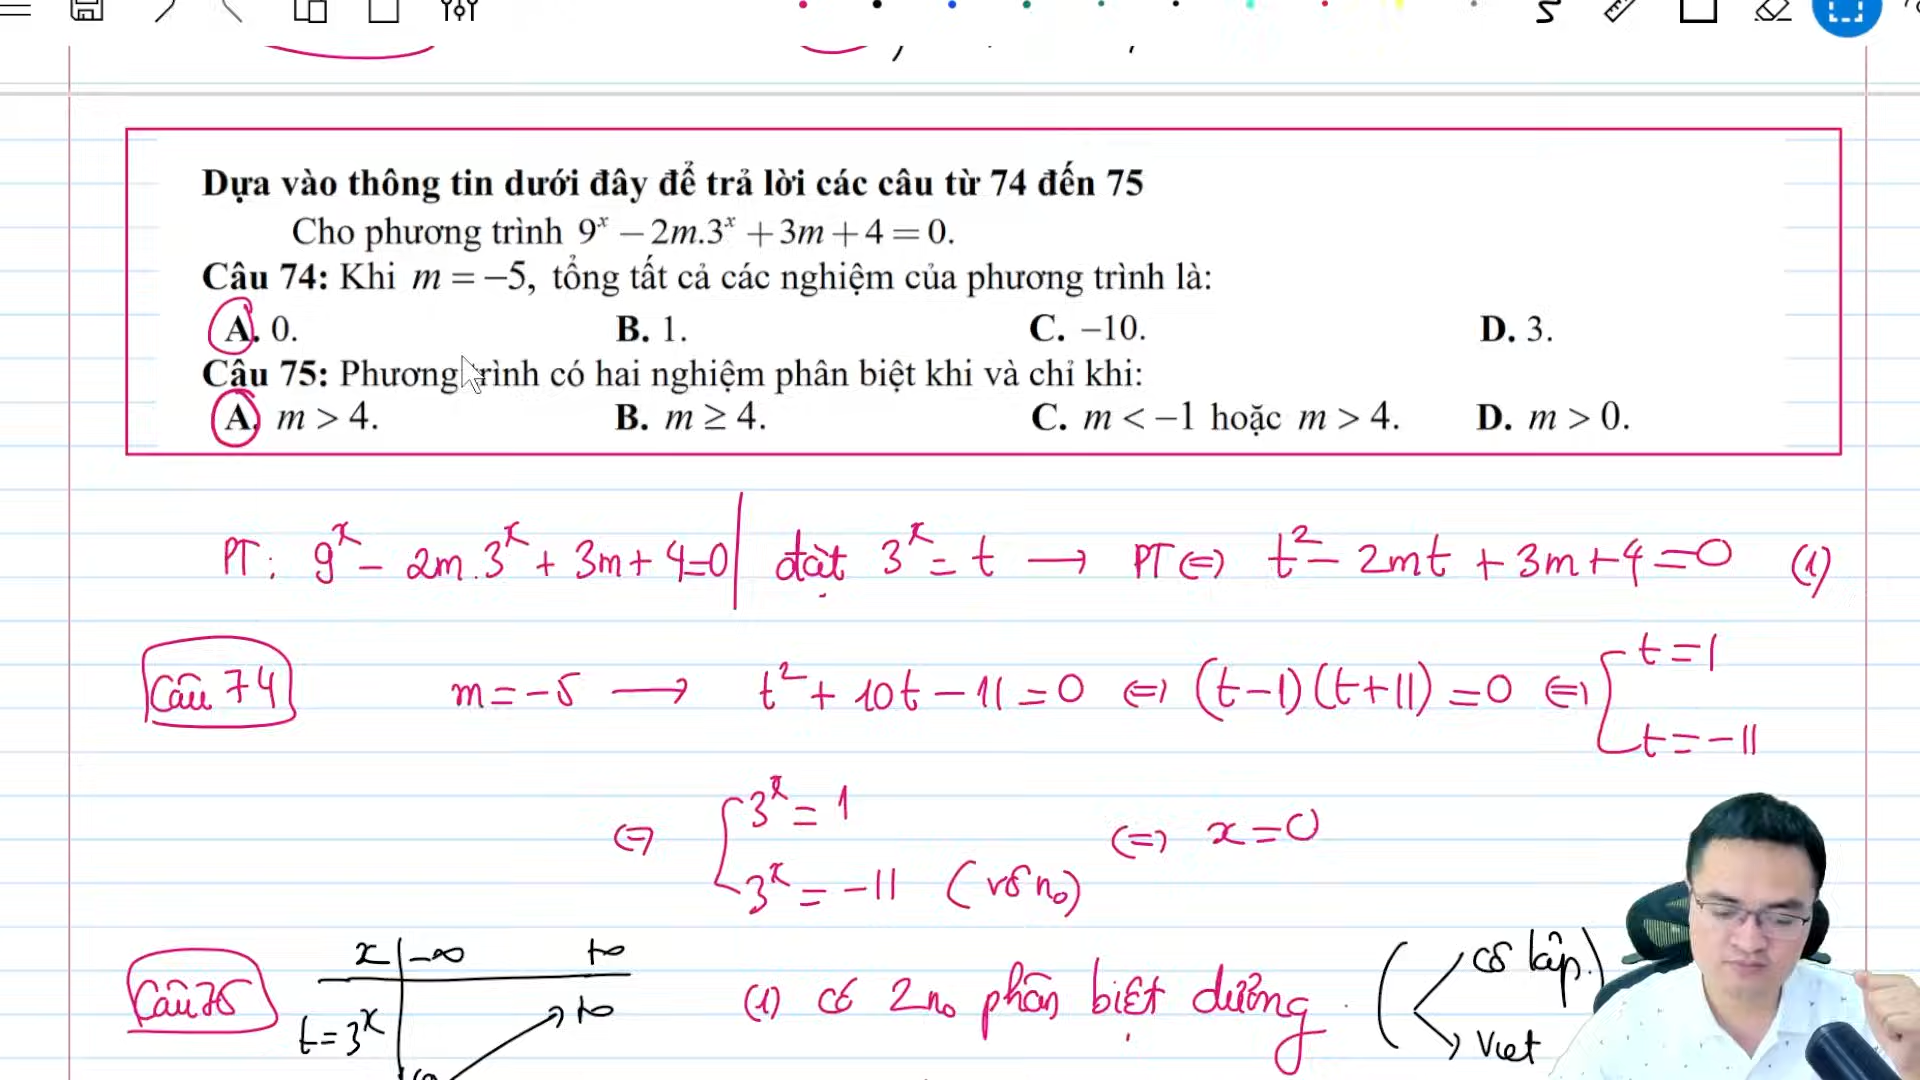 Dựa vào thông tin dưới đây để trả lời các câu từ 74 đến 75
Cho phương trình 9^x − 2m.3^x + 3m + 4 = 0.
Câu 74: Khi m = −5, tổng tất cả các nghiệm của phương trình là:
A. 0. B. 1. C. −10. D. 3.
Câu 75: Phương trình có hai nghiệm phân biệt khi và chỉ khi:
A. m > 4. B. m ≥ 4. C. m < −1 hoặc m > 4. D. m > 0.
PT: 9^x − 2m.3^x + 3m + 4 = 0 | đặt 3^x = t → PT ⇔ t² − 2mt + 3m + 4 = 0 (1)
Câu 74 m = −5 → t² + 10t − 11 = 0 ⇔ (t−1)(t+11) = 0 ⇔ [ t = 1
t = −11
⇔ [ 3^x = 1 ⇔ x = 0
3^x = −11 (vô no)
x | −∞ +∞
Câu 75 (1) có 2 no phân biệt dương. ( cô lập.)
t = 3^x +∞ Viet